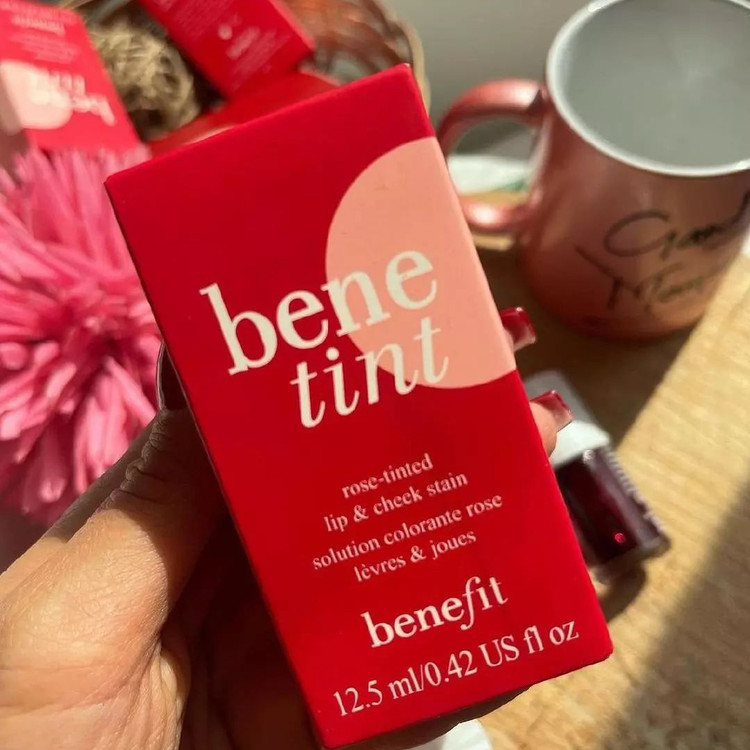 bene
tint
rose-tinted
lip & cheek stain
solution colorante rose
lèvres & joues
benefit
12.5 ml/0.42 US fl oz
Good